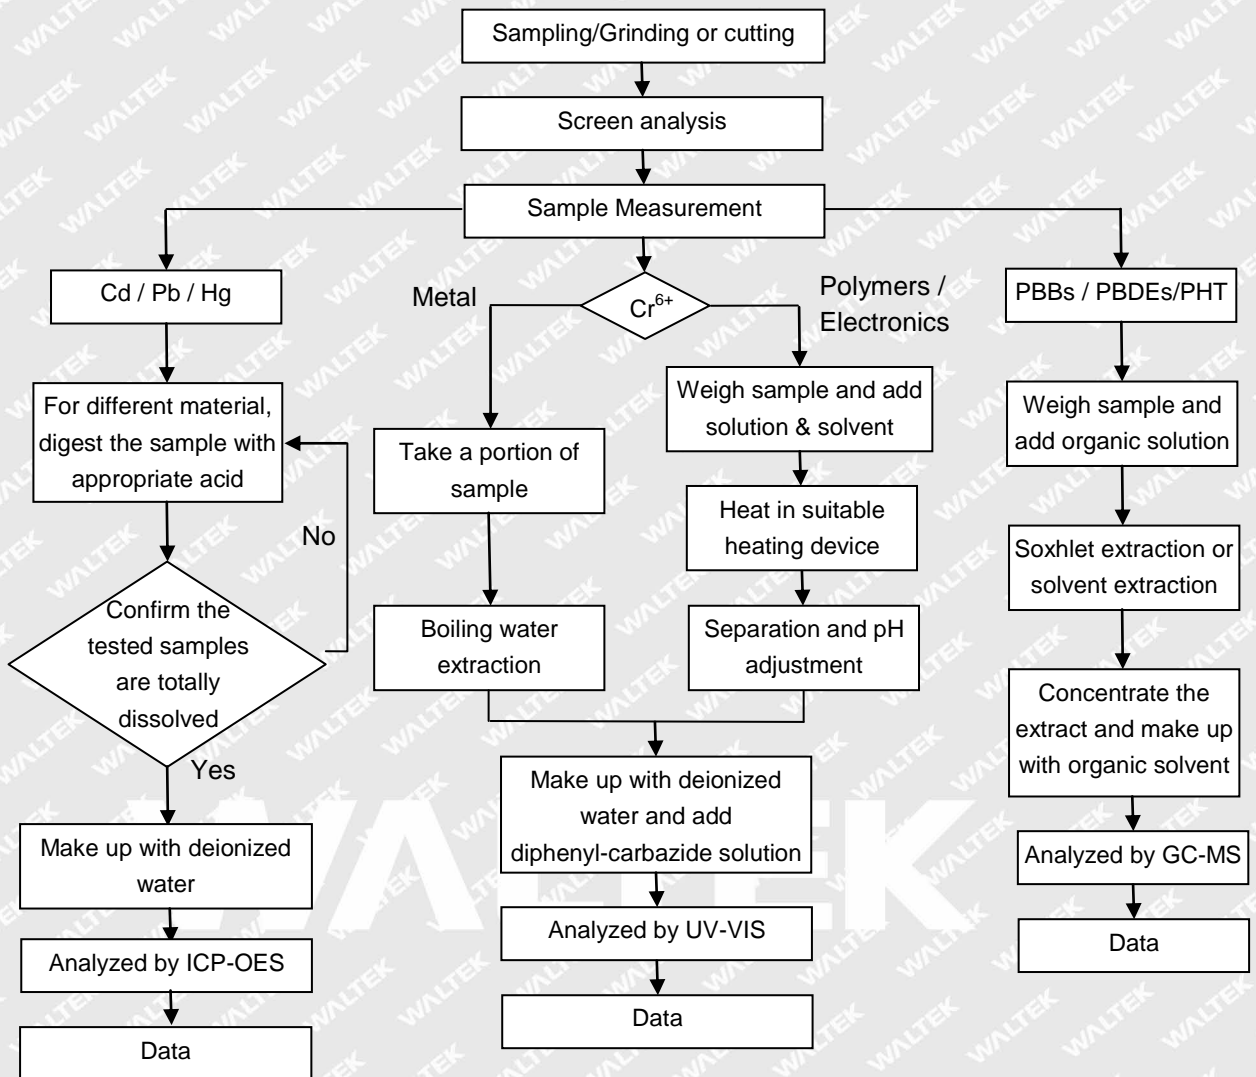 Sampling/Grinding or cutting
Screen analysis
Sample Measurement
Cd / Pb / Hg
For different material,
digest the sample with
appropriate acid
No
Confirm the
tested samples
are totally
dissolved
Yes
Make up with deionized
water
Analyzed by ICP-OES
Data
Cr⁶⁺
Metal
Take a portion of
sample
Boiling water
extraction
Polymers /
Electronics
Weigh sample and add
solution & solvent
Heat in suitable
heating device
Separation and pH
adjustment
Make up with deionized
water and add
diphenyl-carbazide solution
Analyzed by UV-VIS
Data
PBBs / PBDEs/PHT
Weigh sample and
add organic solution
Soxhlet extraction or
solvent extraction
Concentrate the
extract and make up
with organic solvent
Analyzed by GC-MS
Data
WALTEK